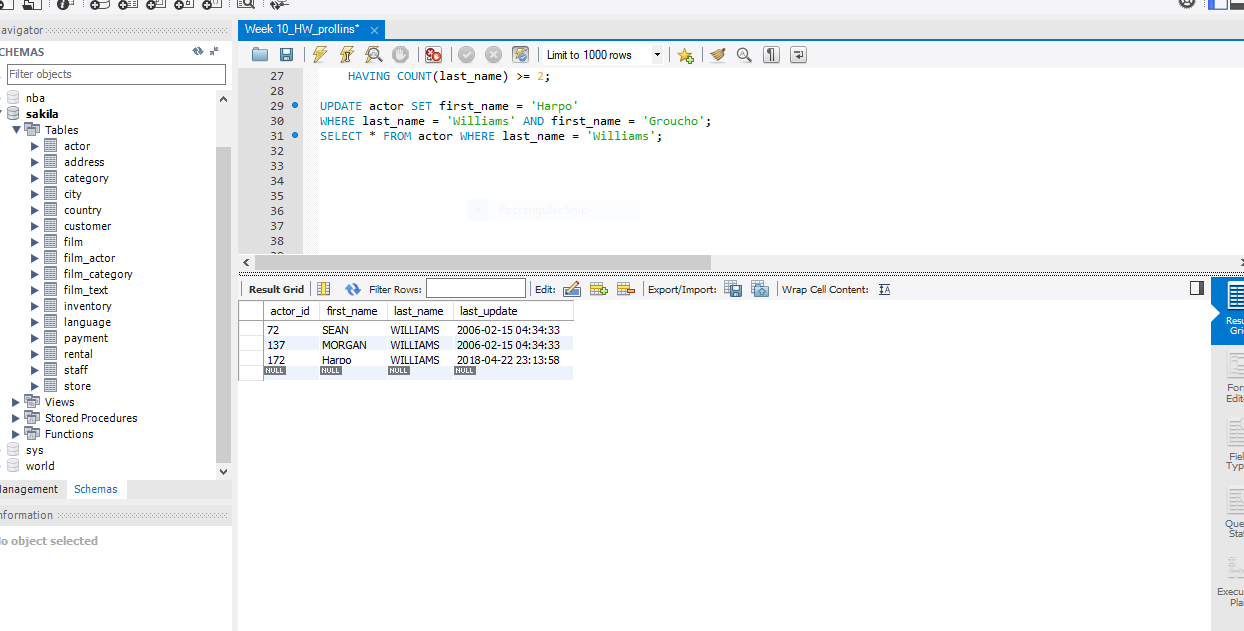 Week 10_HW_prollins*
avigator
CHEMAS
Filter objects
nba
sakila
Tables
actor
address
category
city
country
customer
film
film_actor
film_category
film_text
inventory
language
payment
rental
staff
store
Views
Stored Procedures
Functions
sys
world
lanagement Schemas
nformation
o object selected
Limit to 1000 rows
27 HAVING COUNT(last_name) >= 2;
28
29 UPDATE actor SET first_name = 'Harpo'
30 WHERE last_name = 'Williams' AND first_name = 'Groucho';
31 SELECT * FROM actor WHERE last_name = 'Williams';
32
33
34
35
36 Rectangular Snip
37
38
Result Grid Filter Rows: Edit: Export/Import: Wrap Cell Content:
actor_id first_name last_name last_update
72 SEAN WILLIAMS 2006-02-15 04:34:33
137 MORGAN WILLIAMS 2006-02-15 04:34:33
172 Harpo WILLIAMS 2018-04-22 23:13:58
NULL NULL NULL NULL
Resu
Gri
For
Edit
Fiel
Typ
Que
Stat
Execu
Pla